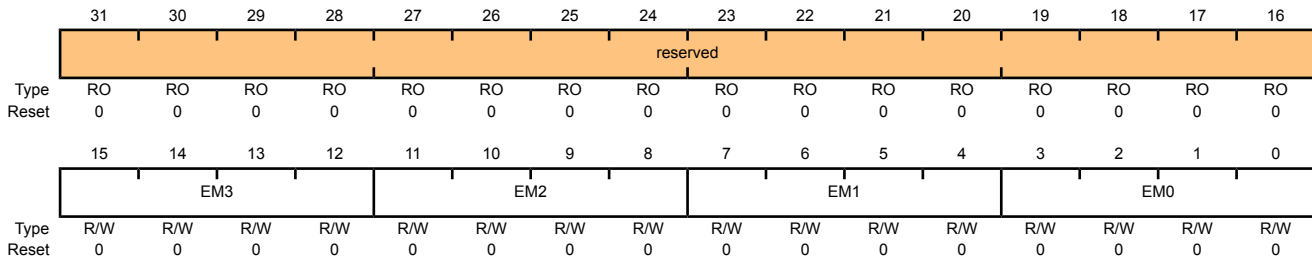 31 30 29 28 27 26 25 24 23 22 21 20 19 18 17 16
reserved
Type RO RO RO RO RO RO RO RO RO RO RO RO RO RO RO RO
Reset 0 0 0 0 0 0 0 0 0 0 0 0 0 0 0 0
15 14 13 12 11 10 9 8 7 6 5 4 3 2 1 0
EM3 EM2 EM1 EM0
Type R/W R/W R/W R/W R/W R/W R/W R/W R/W R/W R/W R/W R/W R/W R/W R/W
Reset 0 0 0 0 0 0 0 0 0 0 0 0 0 0 0 0